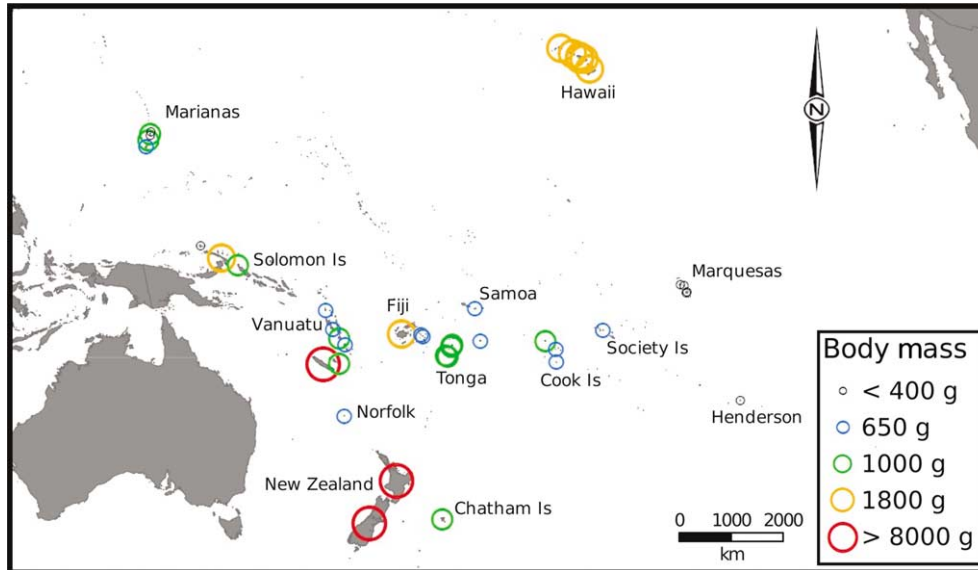 Marianas
Hawaii
N
Solomon Is
Marquesas
Samoa
Fiji
Vanuatu
Society Is
Tonga
Cook Is
Norfolk
Henderson
New Zealand
Chatham Is
0 1000 2000
km
Body mass
< 400 g
650 g
1000 g
1800 g
> 8000 g